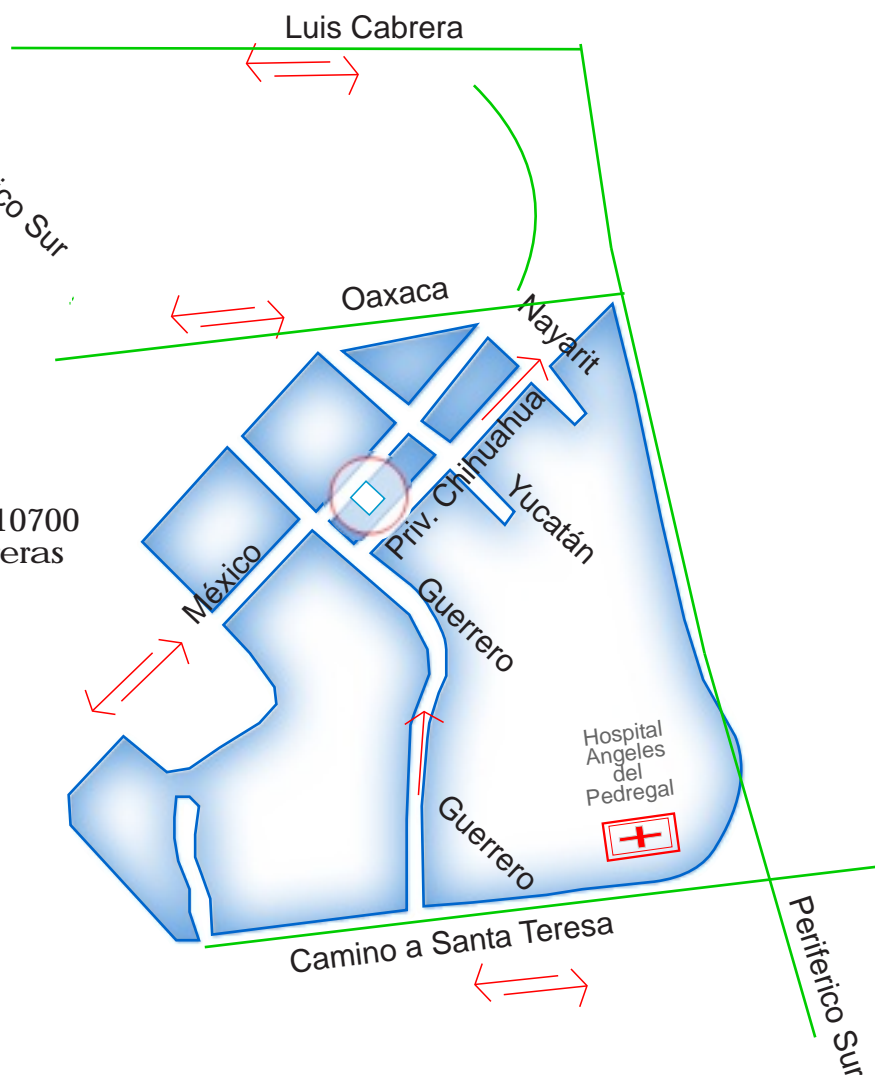 Luis Cabrera
ico Sur
Oaxaca
Nayarit
Priv. Chihuahua
Yucatán
10700
eras
México
Guerrero
Hospital
Angeles
del
Pedregal
Guerrero
Camino a Santa Teresa
Periferico Sur